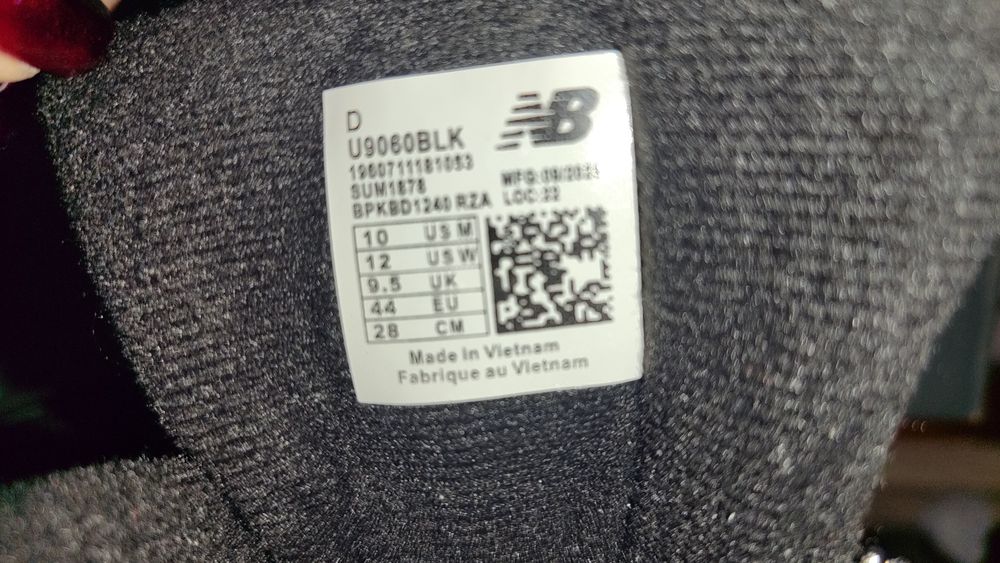 D
NB
U9060BLK
SUM1878
BPKBD1240 RZA
LOC:22
10 US M
12 US W
9.5 UK
44 EU
28 CM
Made in Vietnam
Fabrique au Vietnam